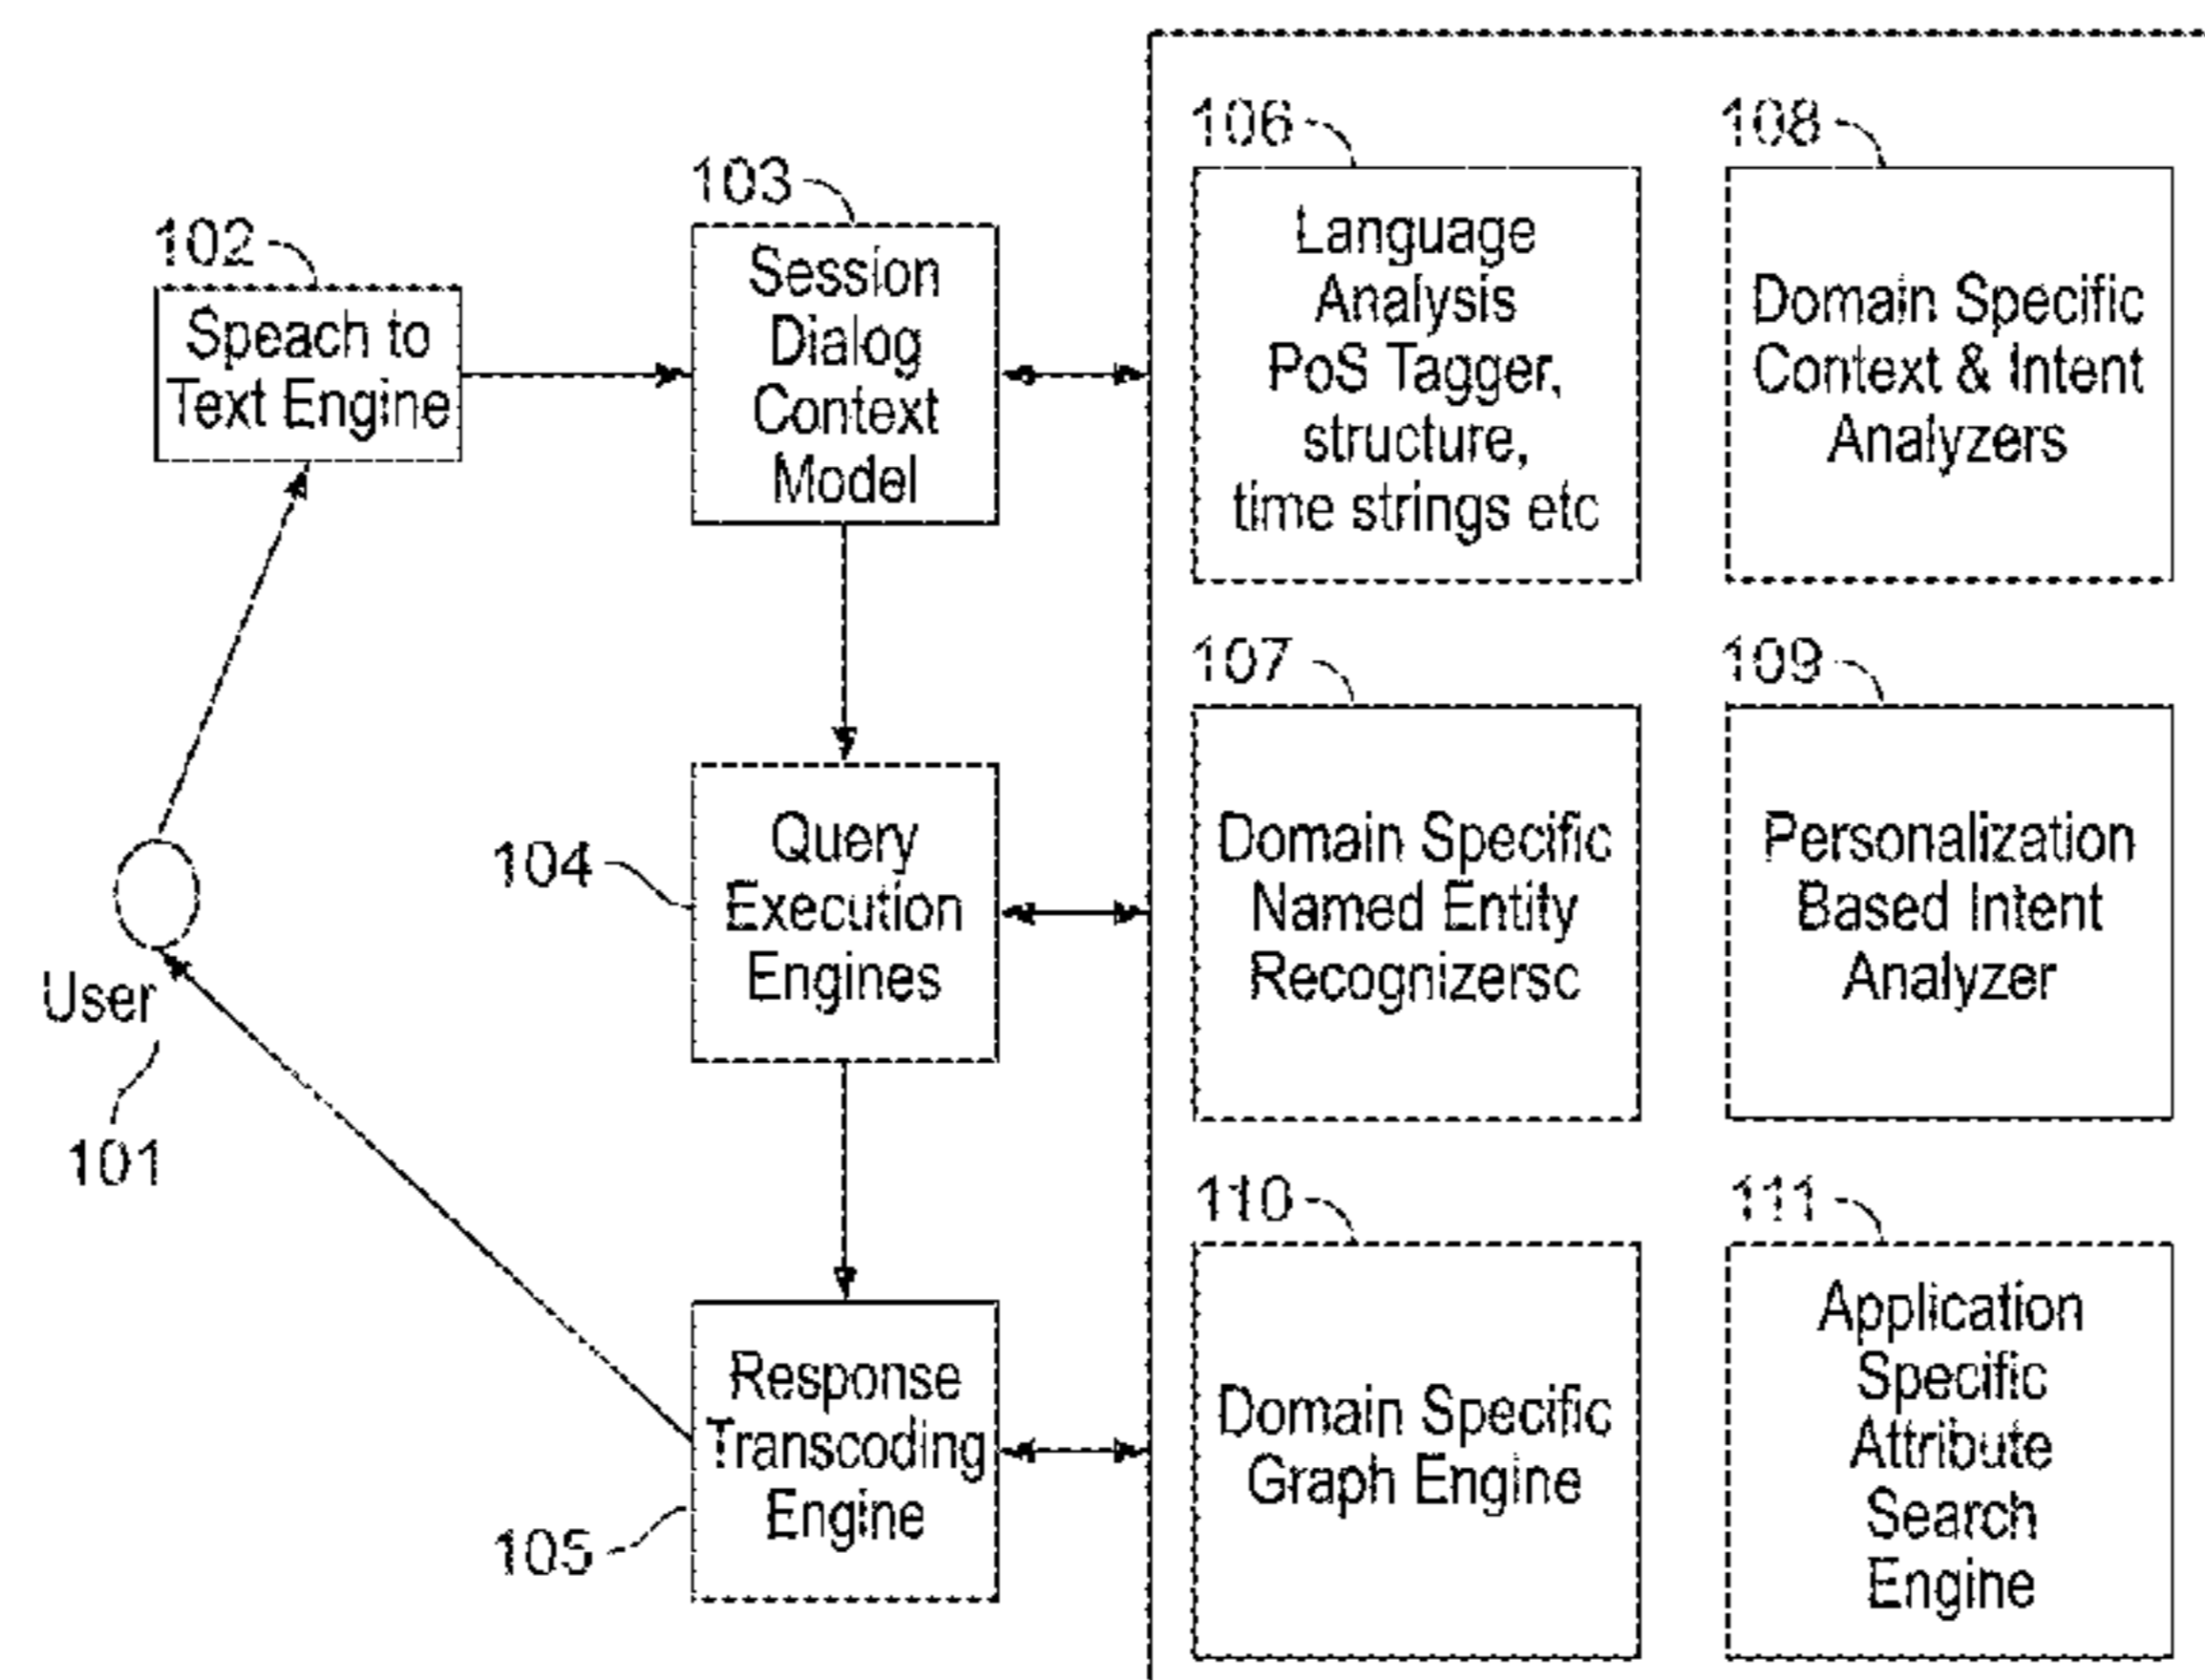 102
Speach to
Text Engine
103
Session
Dialog
Context
Model
106
Language
Analysis
PoS Tagger,
structure,
time strings etc
108
Domain Specific
Context & Intent
Analyzers
User
101
104
Query
Execution
Engines
107
Domain Specific
Named Entity
Recognizersc
109
Personalization
Based Intent
Analyzer
105
Response
Transcoding
Engine
110
Domain Specific
Graph Engine
111
Application
Specific
Attribute
Search
Engine